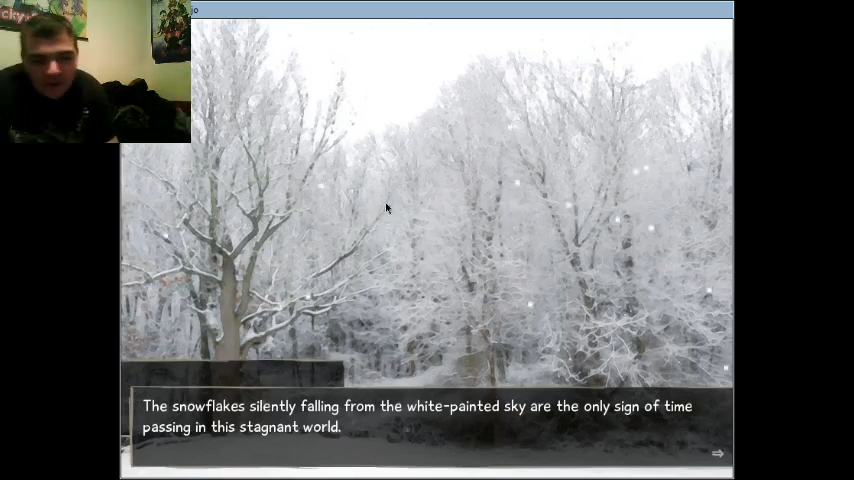 The snowflakes silently falling from the white-painted sky are the only sign of time
passing in this stagnant world.